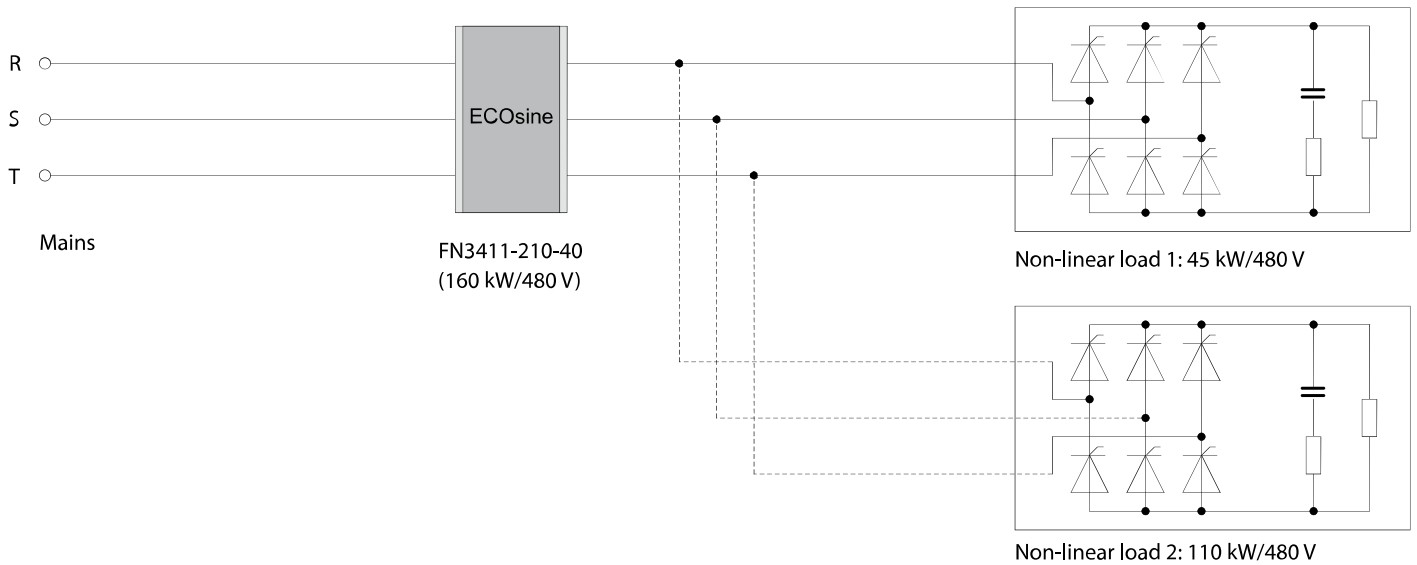 R
S
T
ECOsine
Mains
FN3411-210-40
(160 kW/480 V)
Non-linear load 1: 45 kW/480 V
Non-linear load 2: 110 kW/480 V